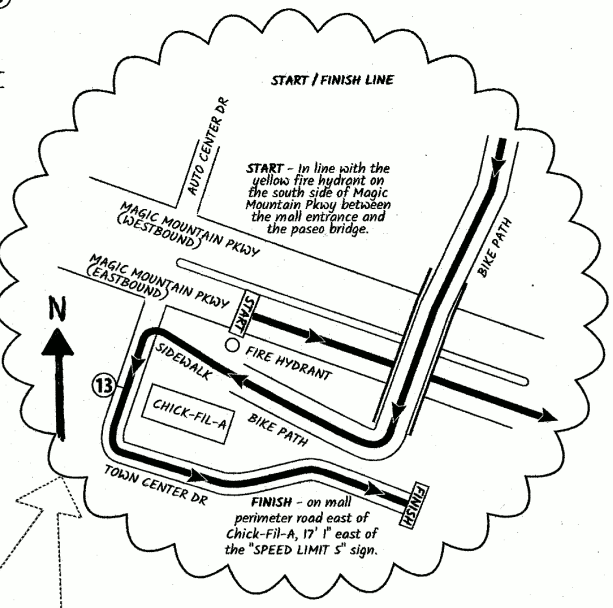 START / FINISH LINE
AUTO CENTER DR
START - In line with the
yellow fire hydrant on
the south side of Magic
Mountain Pkwy between
the mall entrance and
the paseo bridge.
MAGIC MOUNTAIN PKWY
(WESTBOUND)
BIKE PATH
MAGIC MOUNTAIN PKWY
(EASTBOUND)
N
START
FIRE HYDRANT
SIDEWALK
13
CHICK-FIL-A
BIKE PATH
TOWN CENTER DR
FINISH
FINISH - on mall
perimeter road east of
Chick-Fil-A, 17' 1" east of
the "SPEED LIMIT 5" sign.